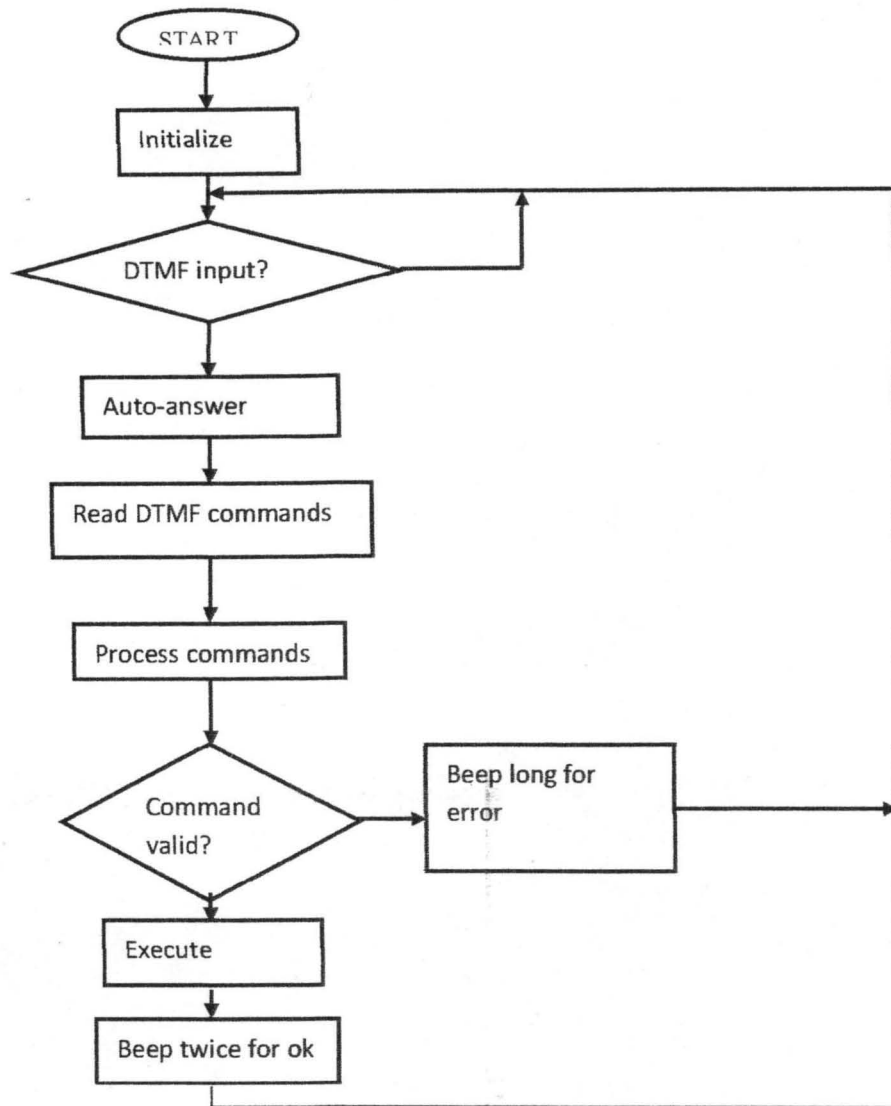 START
Initialize
DTMF input?
Auto-answer
Read DTMF commands
Process commands
Command
valid?
Beep long for
error
Execute
Beep twice for ok